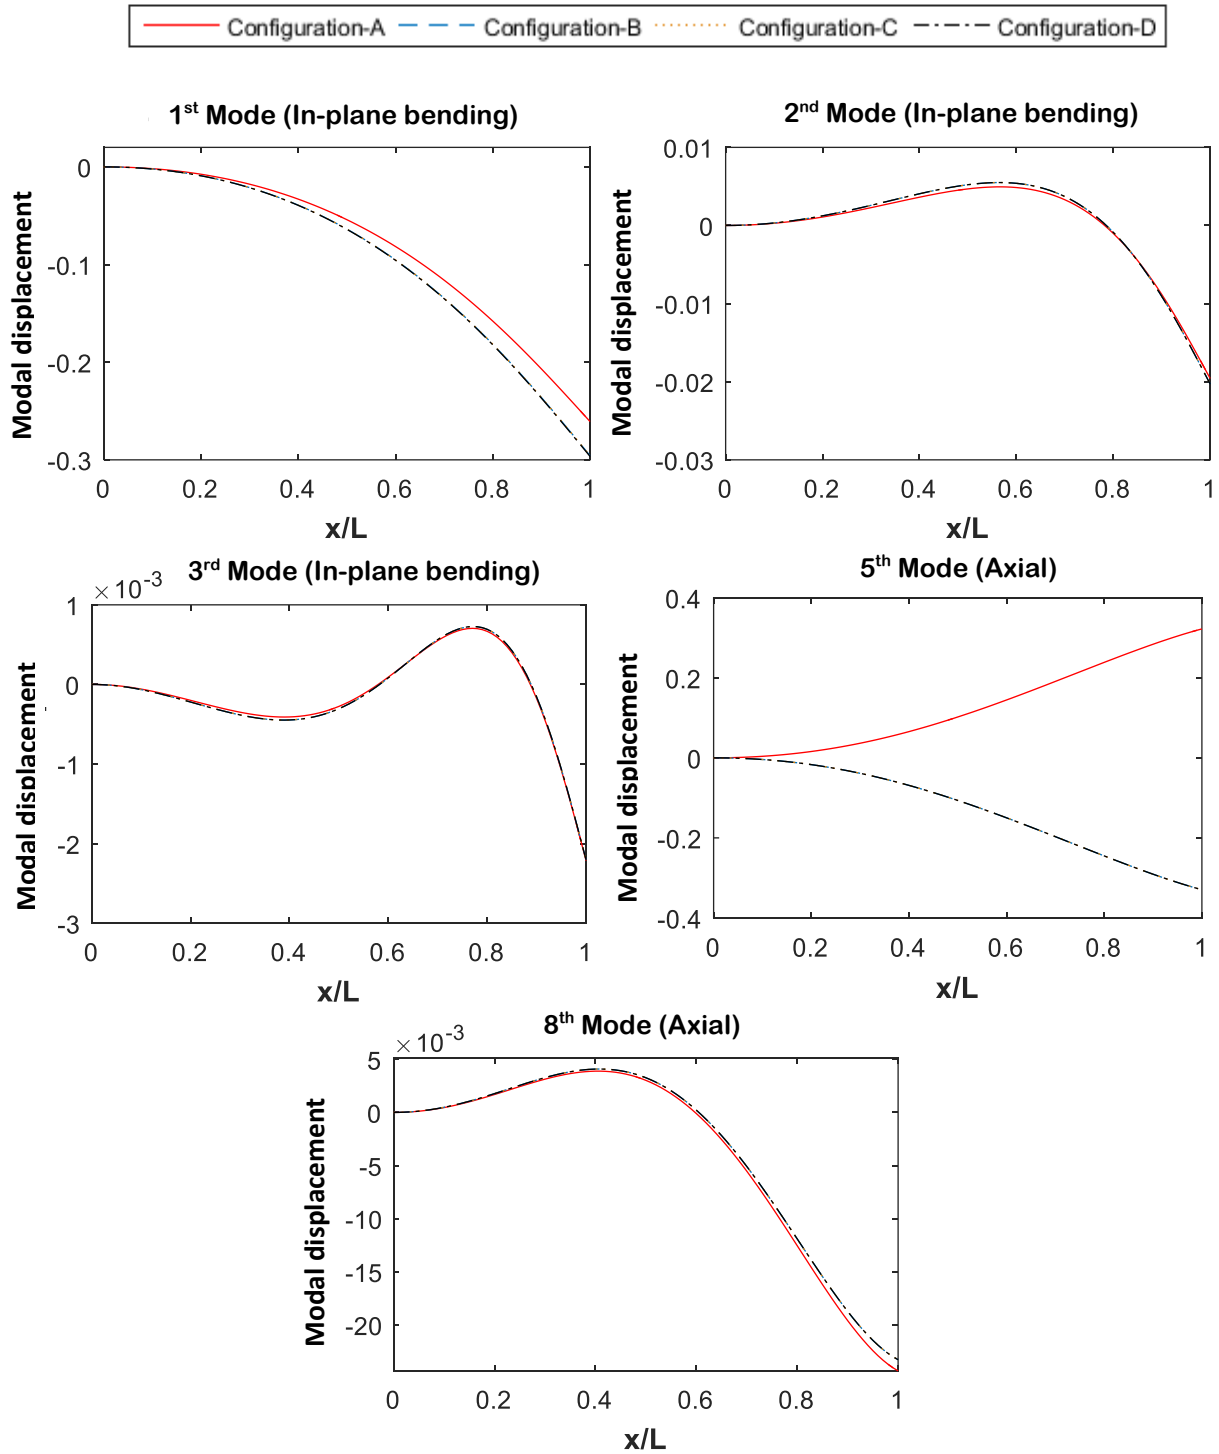 Configuration-A Configuration-B Configuration-C Configuration-D
1st Mode (In-plane bending)
0
-0.1
-0.2
-0.3
Modal displacement
0 0.2 0.4 0.6 0.8 1
x/L
2nd Mode (In-plane bending)
0.01
0
-0.01
-0.02
-0.03
Modal displacement
0 0.2 0.4 0.6 0.8 1
x/L
3rd Mode (In-plane bending)
×10-3
1
0
-1
-2
-3
Modal displacement
0 0.2 0.4 0.6 0.8 1
x/L
5th Mode (Axial)
0.4
0.2
0
-0.2
-0.4
Modal displacement
0 0.2 0.4 0.6 0.8 1
x/L
8th Mode (Axial)
×10-3
5
0
-5
-10
-15
-20
Modal displacement
0 0.2 0.4 0.6 0.8 1
x/L